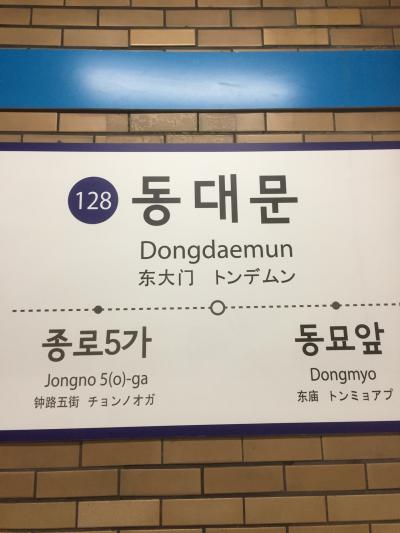 128 동대문
Dongdaemun
东大门 トンデムン
종로5가
Jongno 5(o)-ga
钟路五街 チョンノオガ
동묘앞
Dongmyo
东庙 トンミョアプ